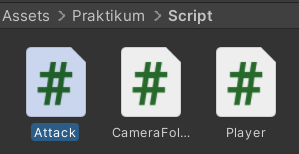 Assets > Praktikum > Script
# # #
Attack CameraFol... Player